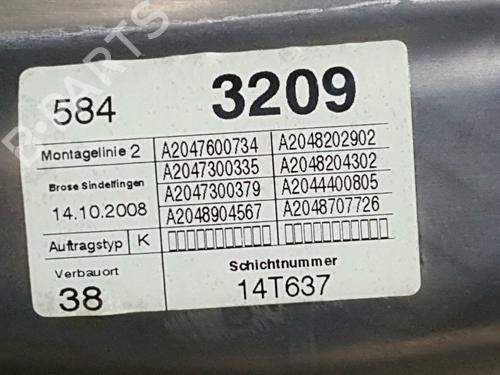 584 3209
Montagelinie 2 A2047600734 A2048202902
Brose Sindelfingen A2047300335 A2048204302
A2047300379 A2044400805
14.10.2008 A2048904567 A2048707726
Auftragstyp K
Verbauort Schichtnummer
38 14T637
B-PARTS